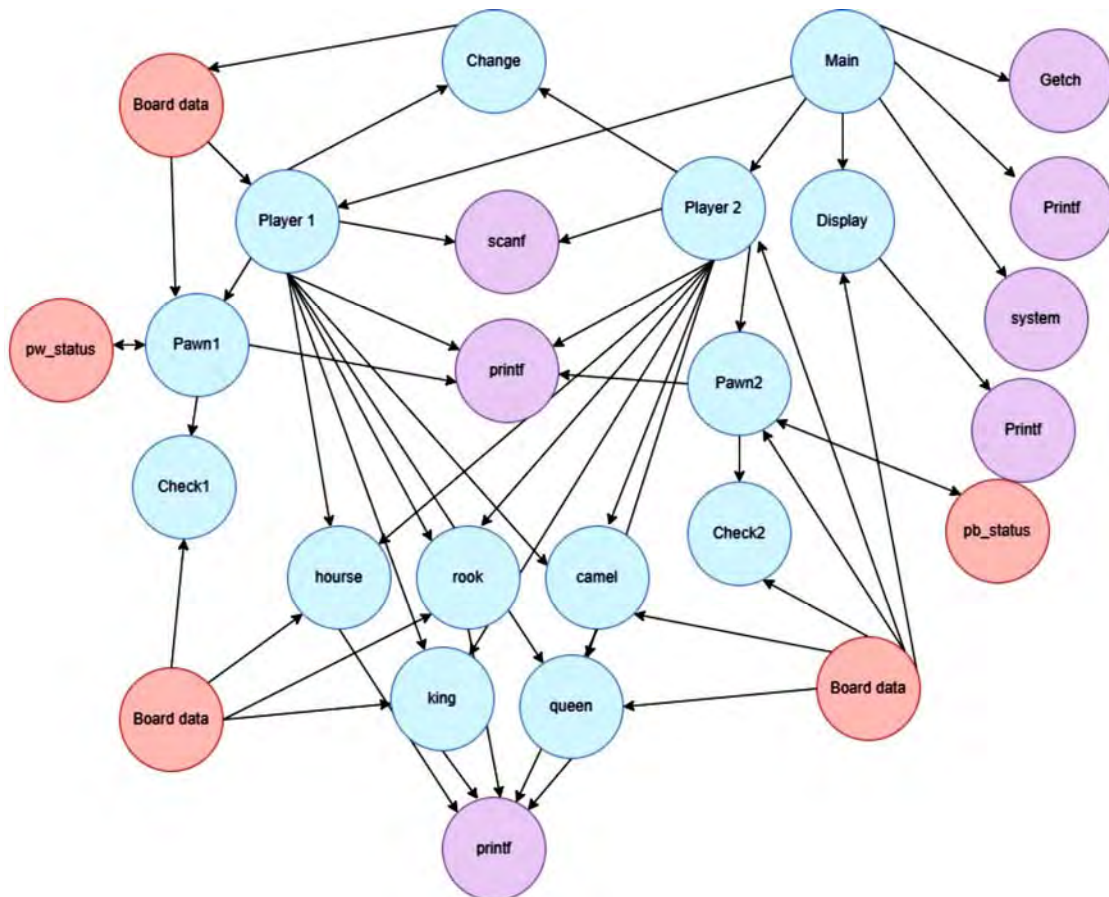 Change
Main
Getch
Board data
Player 1
Player 2
Display
Printf
scanf
system
pw_status
Pawn1
printf
Pawn2
Printf
Check1
Check2
pb_status
hourse
rook
camel
Board data
king
queen
Board data
printf